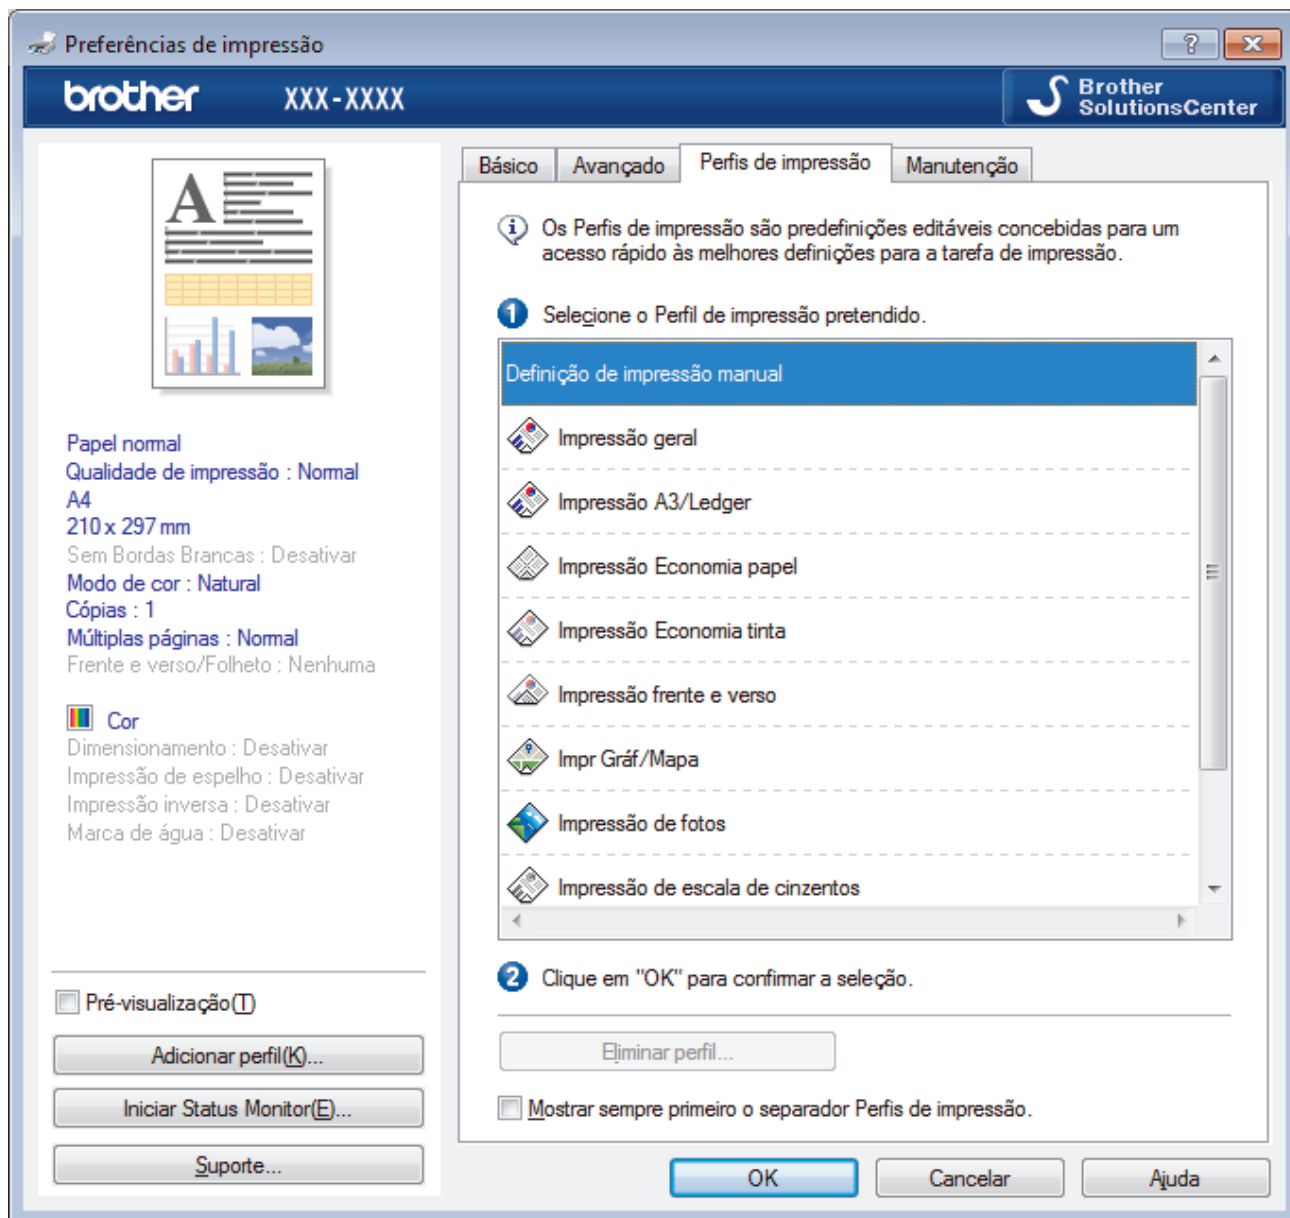 Preferências de impressão
brother XXX-XXXX
Brother
SolutionsCenter
A
Papel normal
Qualidade de impressão : Normal
A4
210 x 297 mm
Sem Bordas Brancas : Desativar
Modo de cor : Natural
Cópias : 1
Múltiplas páginas : Normal
Frente e verso/Folheto : Nenhuma
Cor
Dimensionamento : Desativar
Impressão de espelho : Desativar
Impressão inversa : Desativar
Marca de água : Desativar
Pré-visualização(T)
Adicionar perfil(K)...
Iniciar Status Monitor(E)...
Suporte...
Básico
Avançado
Perfis de impressão
Manutenção
Os Perfis de impressão são predefinições editáveis concebidas para um
acesso rápido às melhores definições para a tarefa de impressão.
1 Selecione o Perfil de impressão pretendido.
Definição de impressão manual
Impressão geral
Impressão A3/Ledger
Impressão Economia papel
Impressão Economia tinta
Impressão frente e verso
Impr Gráf/Mapa
Impressão de fotos
Impressão de escala de cinzentos
2 Clique em "OK" para confirmar a seleção.
Eliminar perfil...
Mostrar sempre primeiro o separador Perfis de impressão.
OK
Cancelar
Ajuda